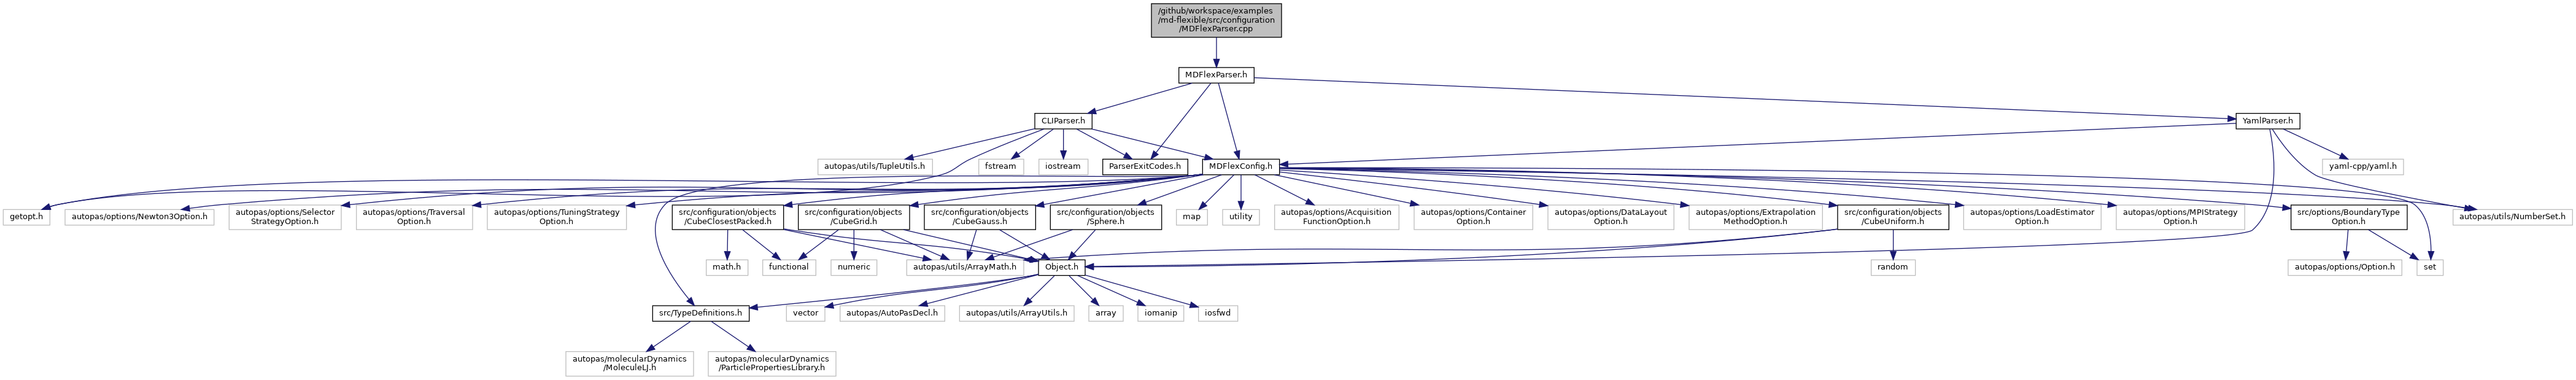 /github/workspace/examples
/md-flexible/src/configuration
/MDFlexParser.cpp
MDFlexParser.h
CLIParser.h
YamlParser.h
autopas/utils/TupleUtils.h
fstream
iostream
ParserExitCodes.h
MDFlexConfig.h
yaml-cpp/yaml.h
getopt.h
autopas/options/Newton3Option.h
autopas/options/Selector
StrategyOption.h
autopas/options/Traversal
Option.h
autopas/options/TuningStrategy
Option.h
src/configuration/objects
/CubeClosestPacked.h
src/configuration/objects
/CubeGrid.h
src/configuration/objects
/CubeGauss.h
src/configuration/objects
/Sphere.h
map
utility
autopas/options/Acquisition
FunctionOption.h
autopas/options/Container
Option.h
autopas/options/DataLayout
Option.h
autopas/options/Extrapolation
MethodOption.h
src/configuration/objects
/CubeUniform.h
autopas/options/LoadEstimator
Option.h
autopas/options/MPIStrategy
Option.h
src/options/BoundaryType
Option.h
autopas/utils/NumberSet.h
math.h
functional
numeric
autopas/utils/ArrayMath.h
Object.h
random
autopas/options/Option.h
set
src/TypeDefinitions.h
vector
autopas/AutoPasDecl.h
autopas/utils/ArrayUtils.h
array
iomanip
iosfwd
autopas/molecularDynamics
/MoleculeLJ.h
autopas/molecularDynamics
/ParticlePropertiesLibrary.h